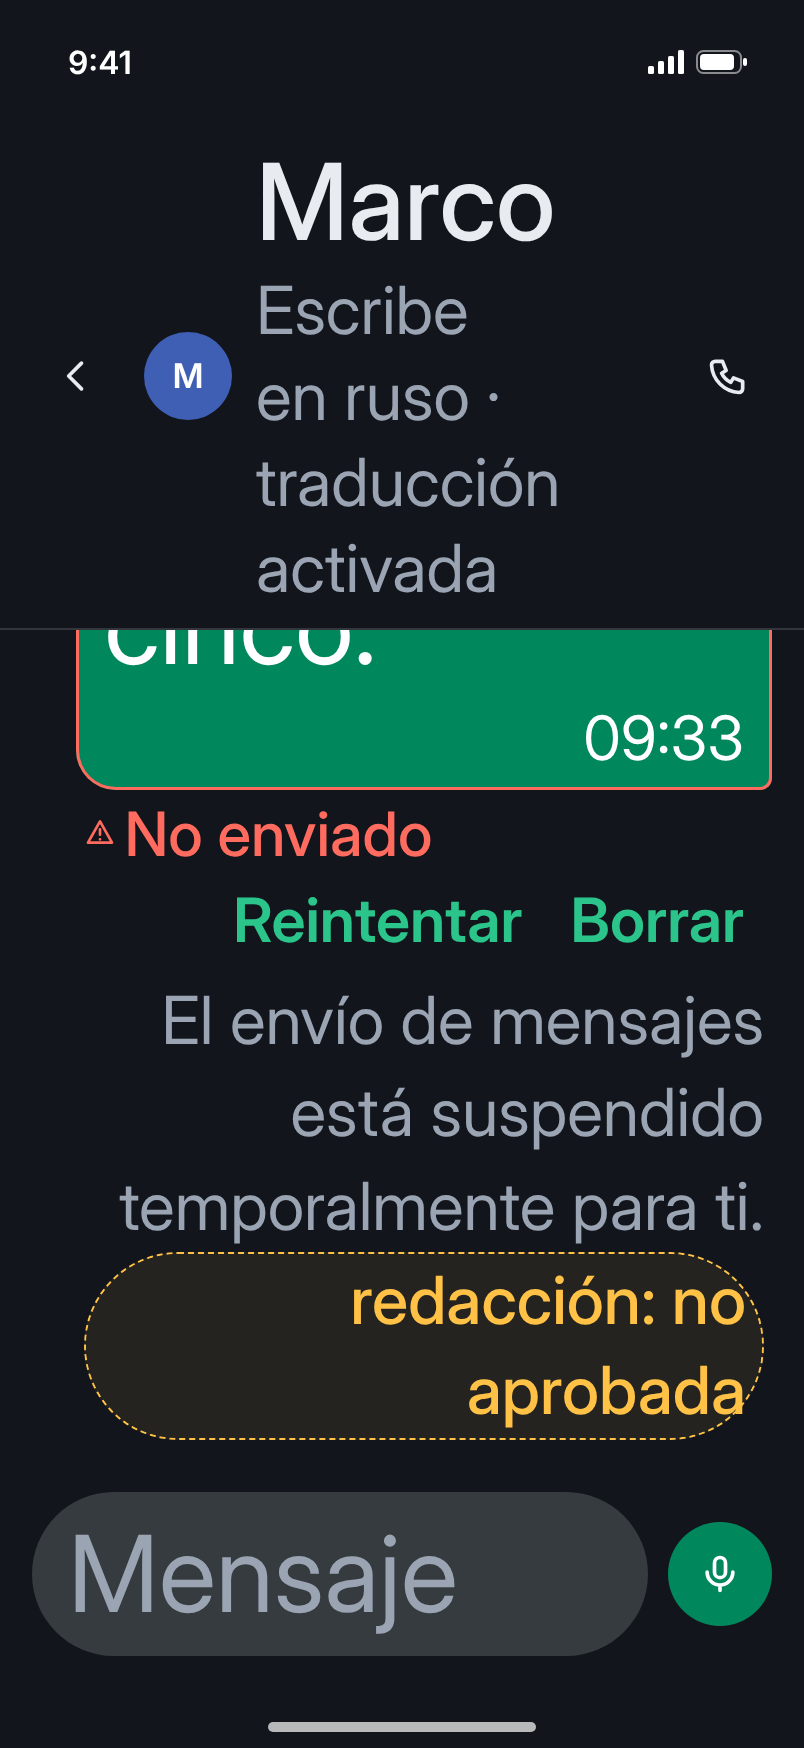 9:41
Marco
Escribe
en ruso ·
traducción
activada
M
cinco.
09:33
No enviado
Reintentar Borrar
El envío de mensajes
está suspendido
temporalmente para ti.
redacción: no
aprobada
Mensaje